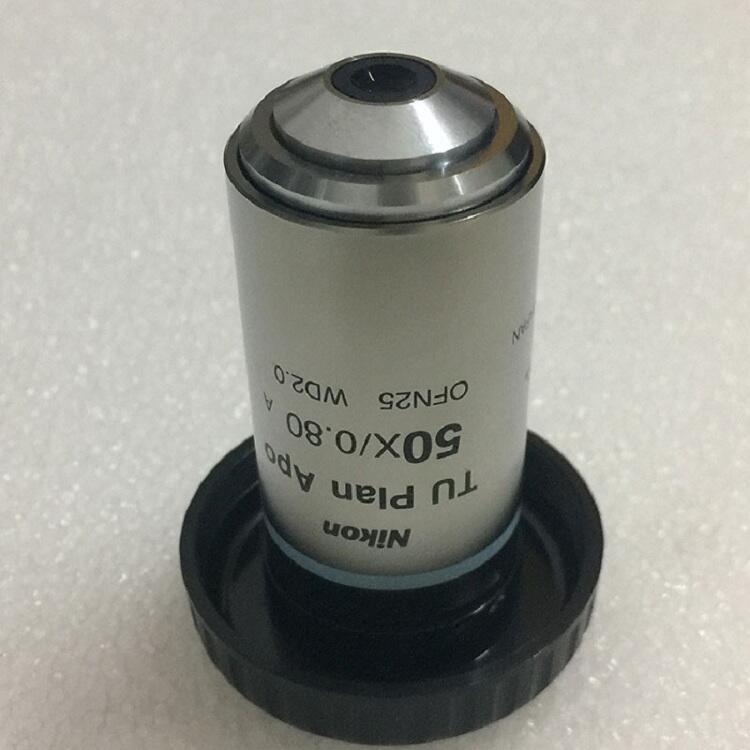 Nikon
TU Plan Apo
50X/0.80 A
OFN25 WD2.0